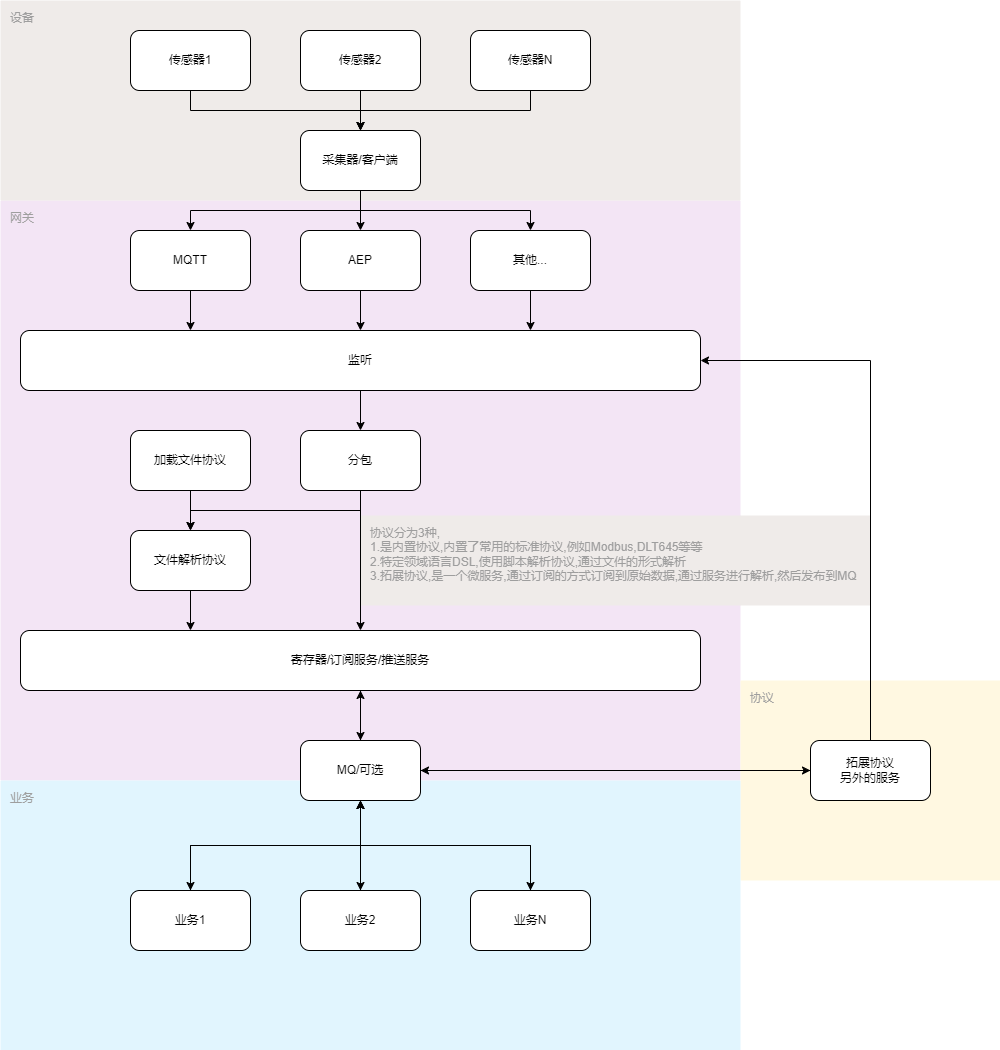 设备
传感器1
传感器2
传感器N
采集器/客户端
网关
MQTT
AEP
其他...
监听
加载文件协议
分包
协议分为3种,
1.是内置协议,内置了常用的标准协议,例如Modbus,DLT645等等
2.特定领域语言DSL,使用脚本解析协议,通过文件的形式解析
3.拓展协议,是一个微服务,通过订阅的方式订阅到原始数据,通过服务进行解析,然后发布到MQ
文件解析协议
寄存器/订阅服务/推送服务
协议
MQ/可选
拓展协议
另外的服务
业务
业务1
业务2
业务N